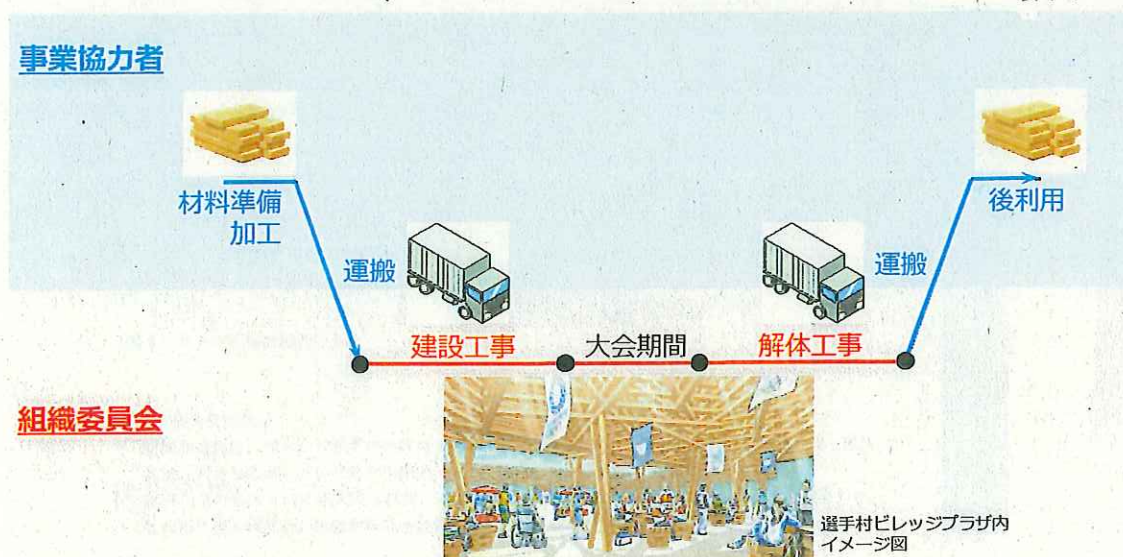 事業協力者
材料準備
加工
後利用
運搬
運搬
建設工事
大会期間
解体工事
組織委員会
選手村ビレッジプラザ内
イメージ図